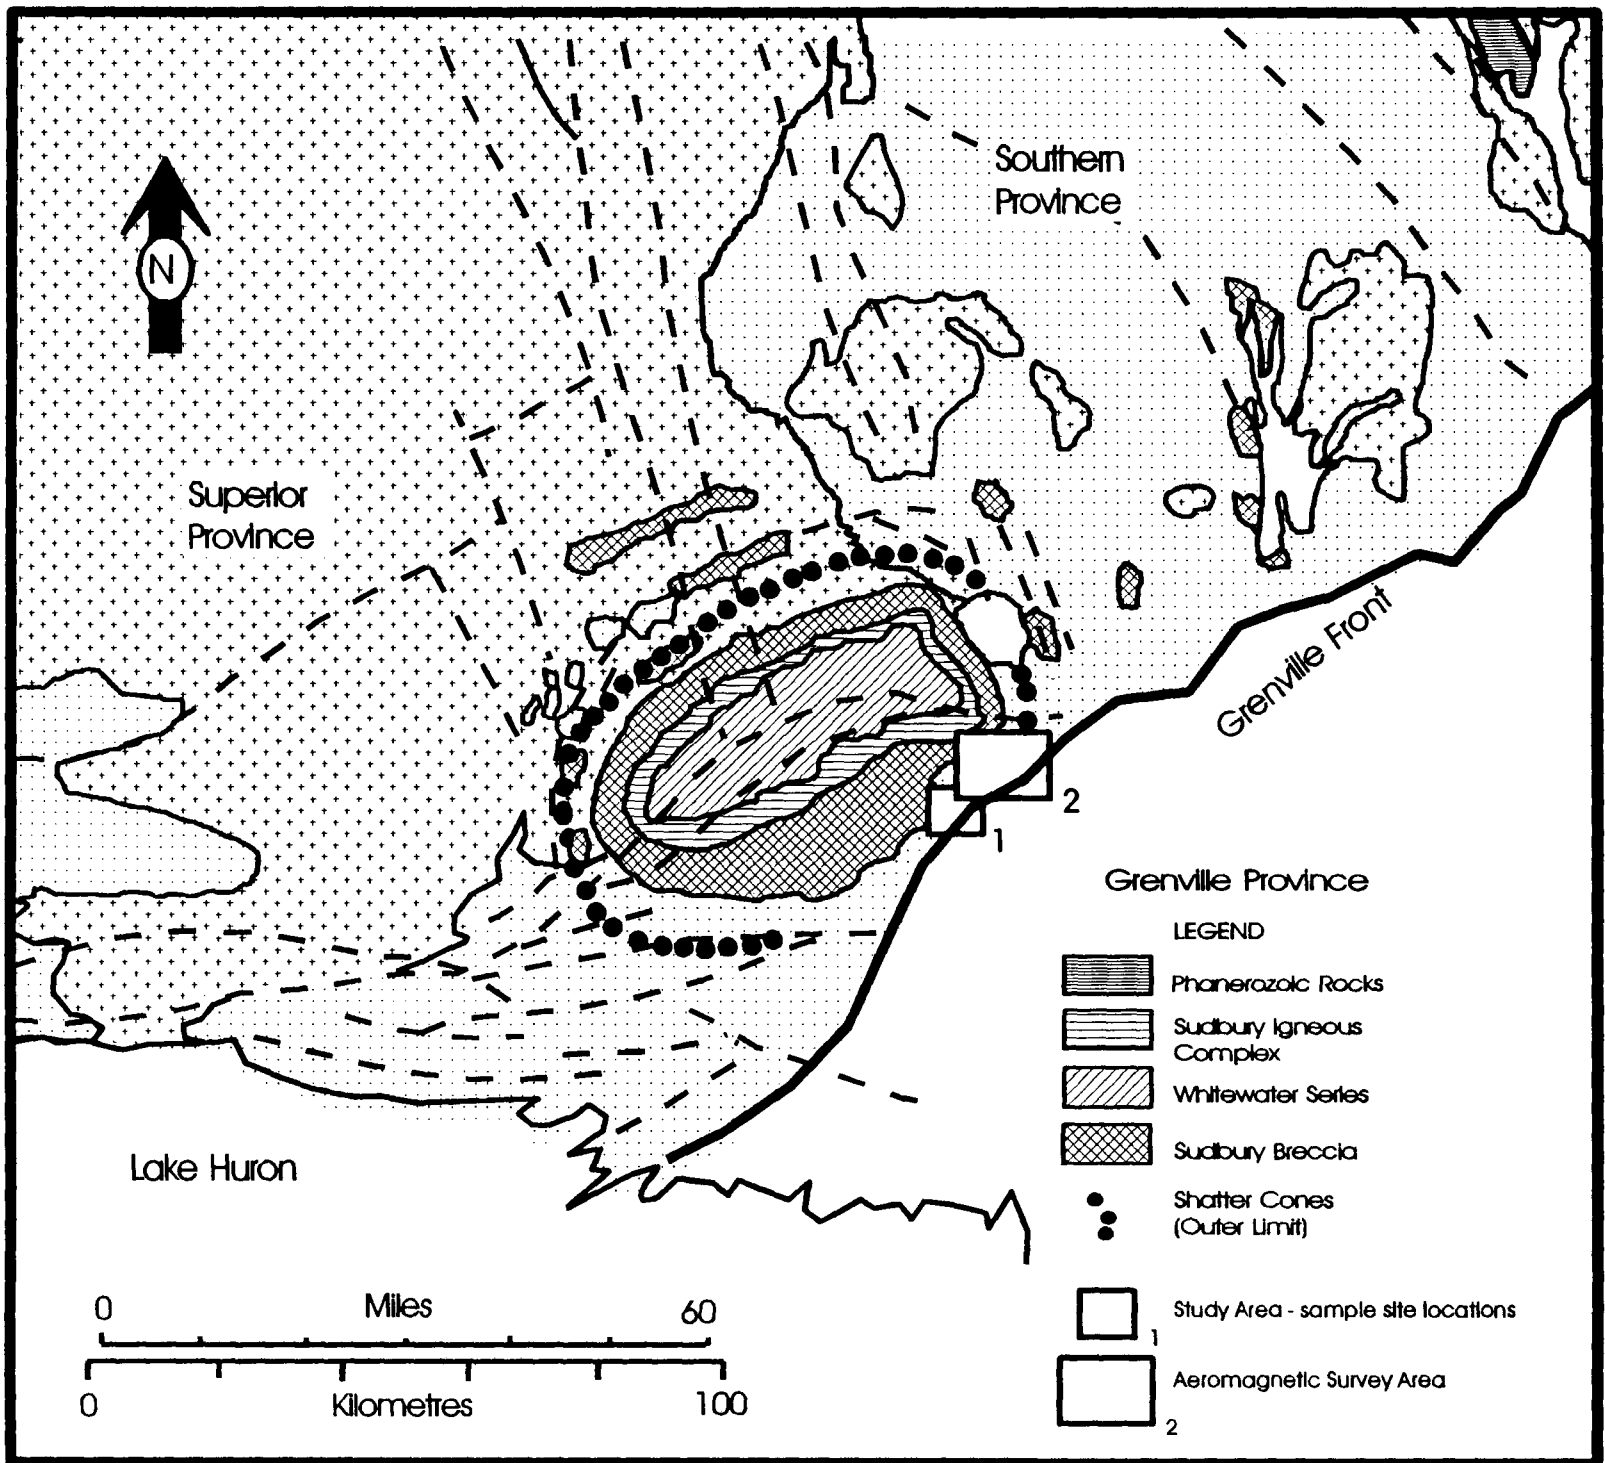 Southern
Province
N
Superior
Province
Grenville Front
2
1
Grenville Province
LEGEND
Phanerozoic Rocks
Sudbury Igneous
Complex
Whitewater Series
Sudbury Breccia
Shatter Cones
(Outer Limit)
Study Area - sample site locations
1
Aeromagnetic Survey Area
2
Lake Huron
0 Miles 60
0 Kilometres 100